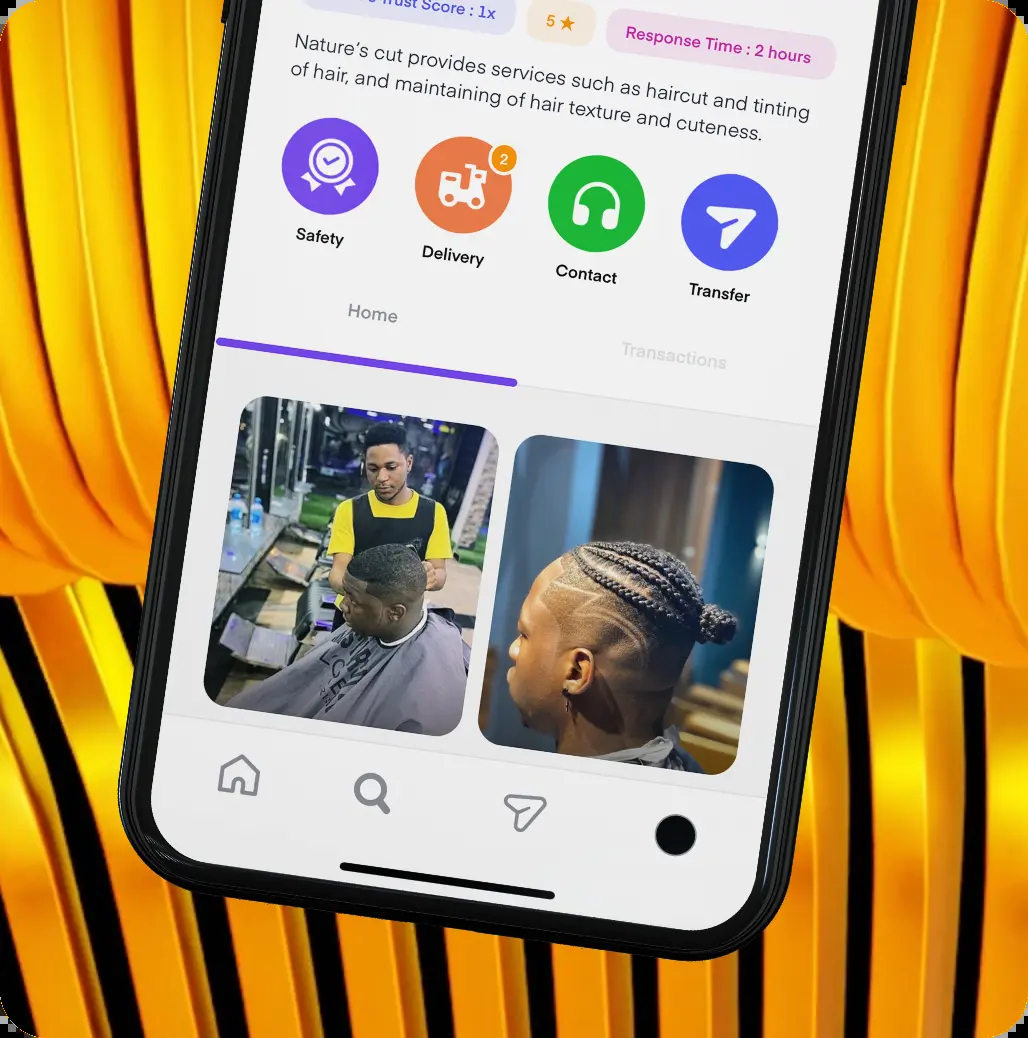 Trust Score : 1x
5 ★
Response Time : 2 hours
Nature's cut provides services such as haircut and tinting
of hair, and maintaining of hair texture and cuteness.
2
Safety
Delivery
Contact
Transfer
Home
Transactions